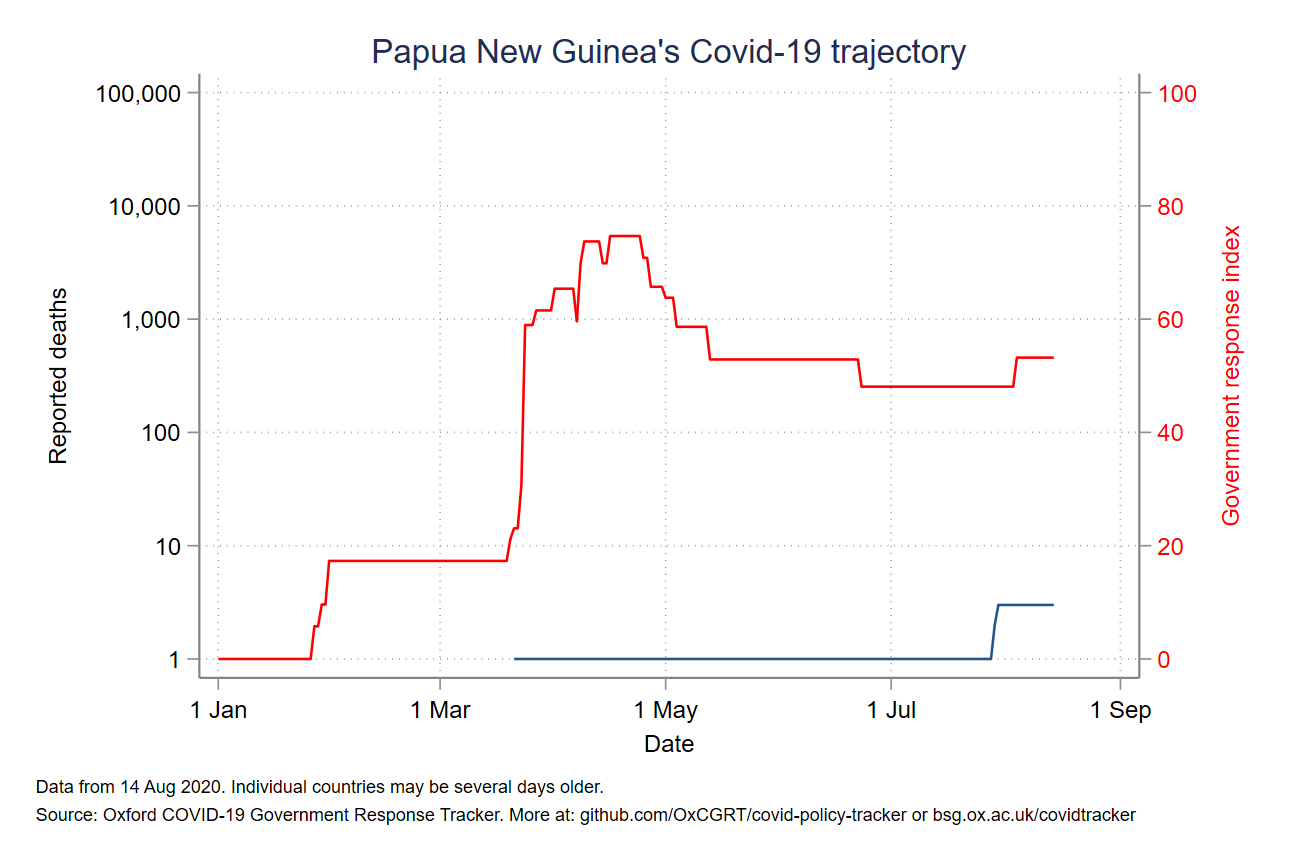 Papua New Guinea's Covid-19 trajectory
100,000
10,000
1,000
100
10
1
Reported deaths
100
80
60
40
20
0
Government response index
1 Jan
1 Mar
1 May
1 Jul
1 Sep
Date
Data from 14 Aug 2020. Individual countries may be several days older.
Source: Oxford COVID-19 Government Response Tracker. More at: github.com/OxCGRT/covid-policy-tracker or bsg.ox.ac.uk/covidtracker